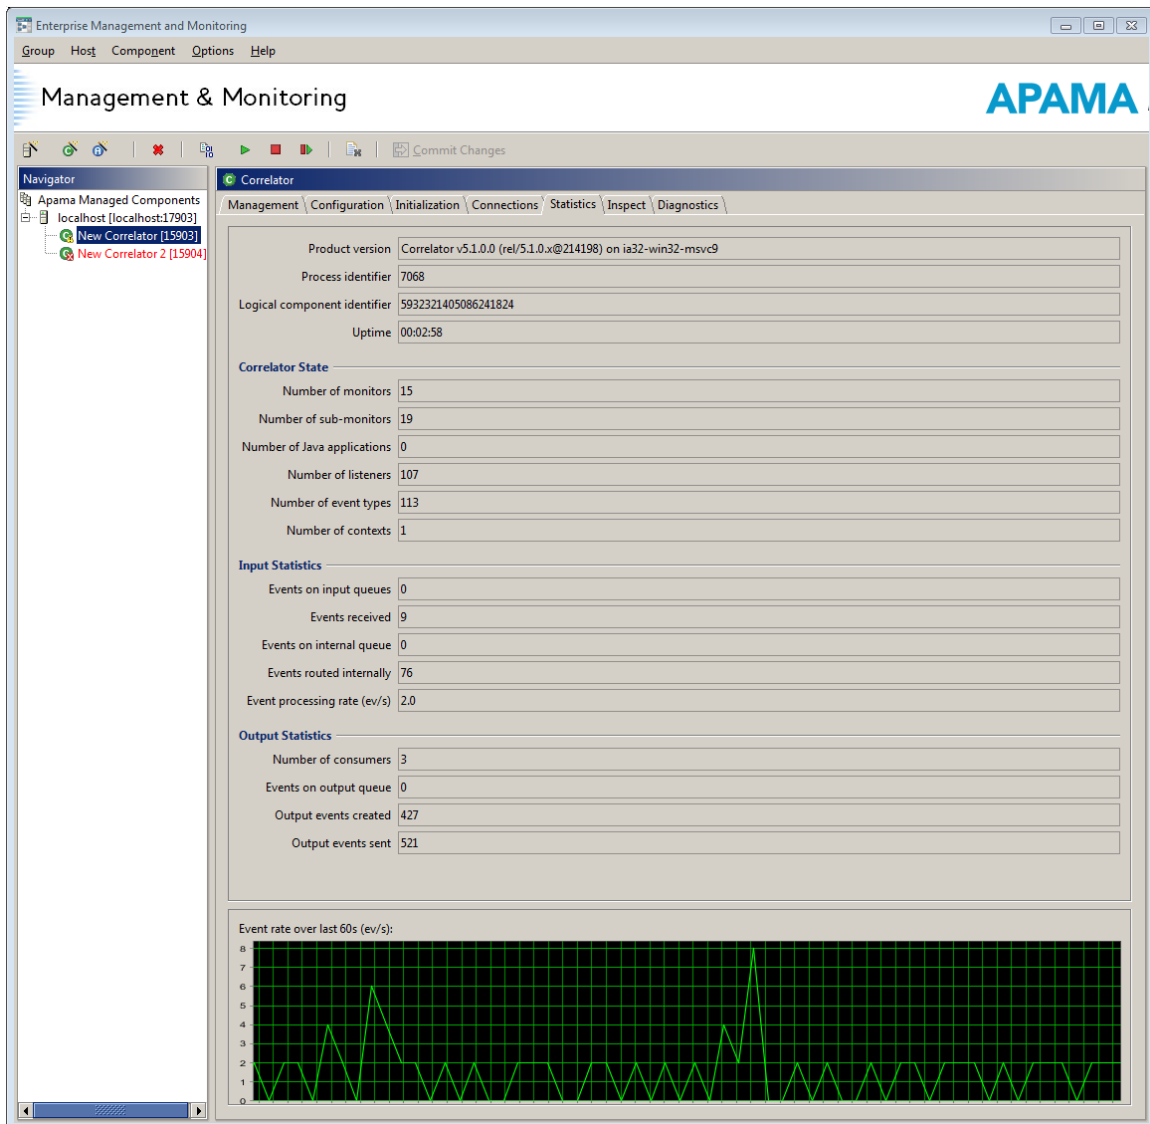 Enterprise Management and Monitoring
Group Host Component Options Help
Management & Monitoring
APAMA
Commit Changes
Navigator
Apama Managed Components
localhost [localhost:17903]
New Correlator [15903]
New Correlator 2 [15904]
Correlator
Management Configuration Initialization Connections Statistics Inspect Diagnostics
Product version Correlator v5.1.0.0 (rel/5.1.0.x@214198) on ia32-win32-msvc9
Process identifier 7068
Logical component identifier 5932321405086241824
Uptime 00:02:58
Correlator State
Number of monitors 15
Number of sub-monitors 19
Number of Java applications 0
Number of listeners 107
Number of event types 113
Number of contexts 1
Input Statistics
Events on input queues 0
Events received 9
Events on internal queue 0
Events routed internally 76
Event processing rate (ev/s) 2.0
Output Statistics
Number of consumers 3
Events on output queue 0
Output events created 427
Output events sent 521
Event rate over last 60s (ev/s):
8
7
6
5
4
3
2
1
0